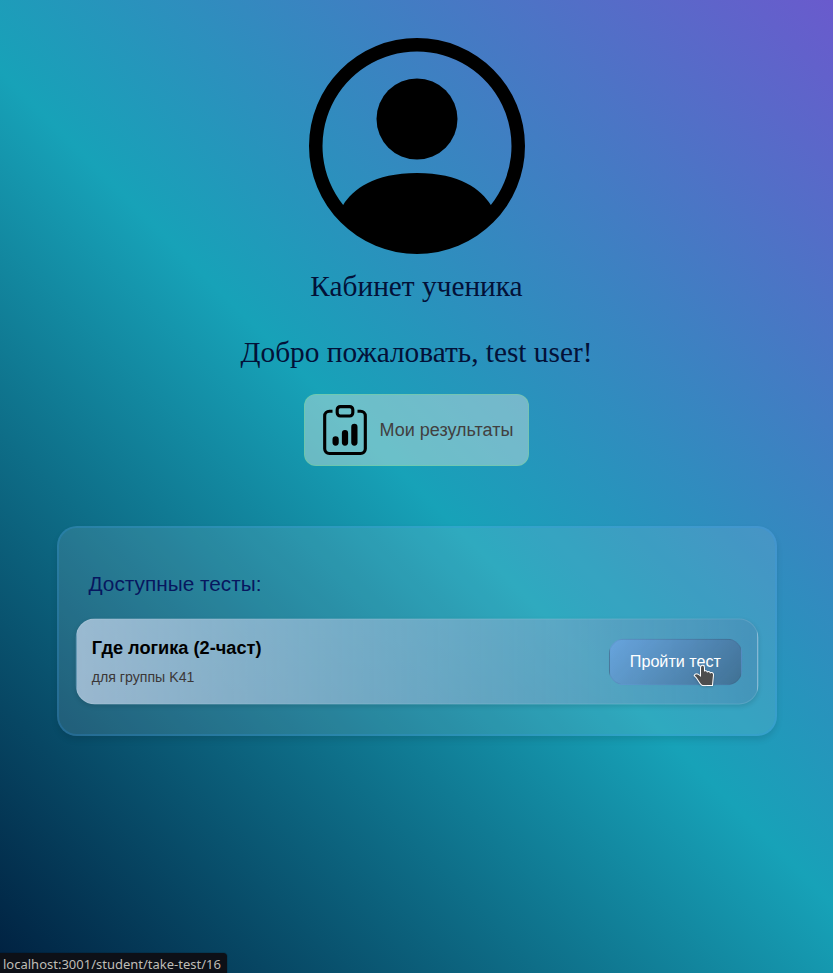 Кабинет ученика
Добро пожаловать, test user!
Мои результаты
Доступные тесты:
Где логика (2-част)
для группы К41
Пройти тест
localhost:3001/student/take-test/16